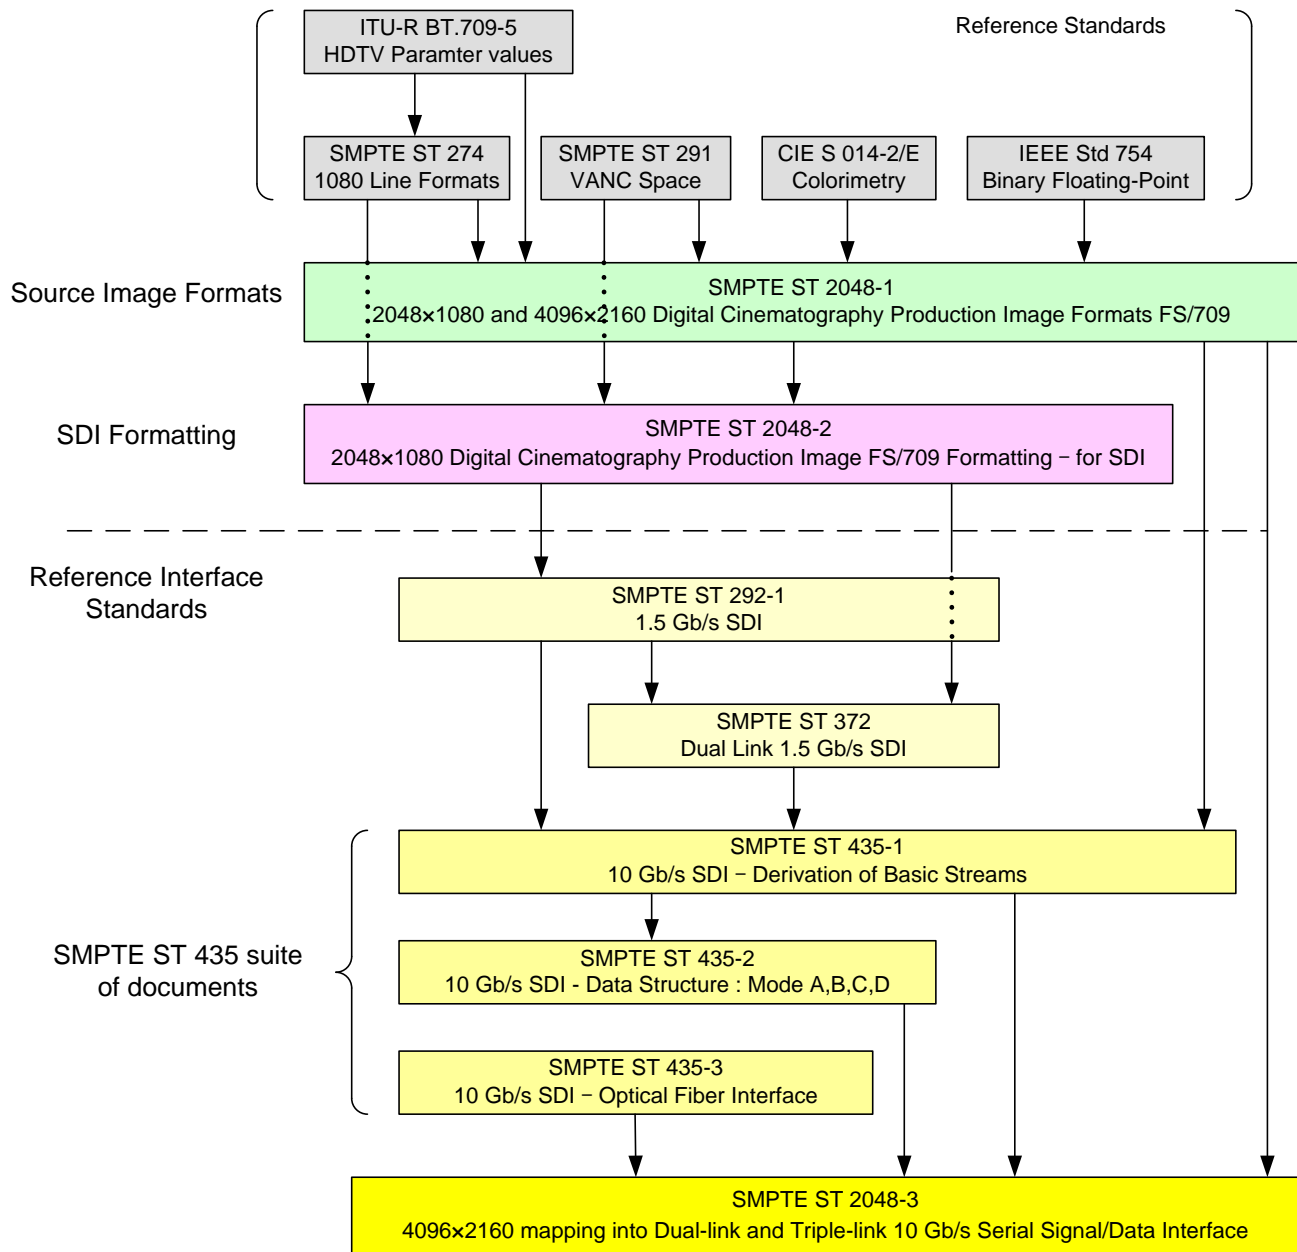 ITU-R BT.709-5
HDTV Paramter values
Reference Standards
SMPTE ST 274
1080 Line Formats
SMPTE ST 291
VANC Space
CIE S 014-2/E
Colorimetry
IEEE Std 754
Binary Floating-Point
Source Image Formats
SMPTE ST 2048-1
2048×1080 and 4096×2160 Digital Cinematography Production Image Formats FS/709
SDI Formatting
SMPTE ST 2048-2
2048×1080 Digital Cinematography Production Image FS/709 Formatting – for SDI
Reference Interface
Standards
SMPTE ST 292-1
1.5 Gb/s SDI
SMPTE ST 372
Dual Link 1.5 Gb/s SDI
SMPTE ST 435-1
10 Gb/s SDI – Derivation of Basic Streams
SMPTE ST 435 suite
of documents
SMPTE ST 435-2
10 Gb/s SDI - Data Structure : Mode A,B,C,D
SMPTE ST 435-3
10 Gb/s SDI – Optical Fiber Interface
SMPTE ST 2048-3
4096×2160 mapping into Dual-link and Triple-link 10 Gb/s Serial Signal/Data Interface